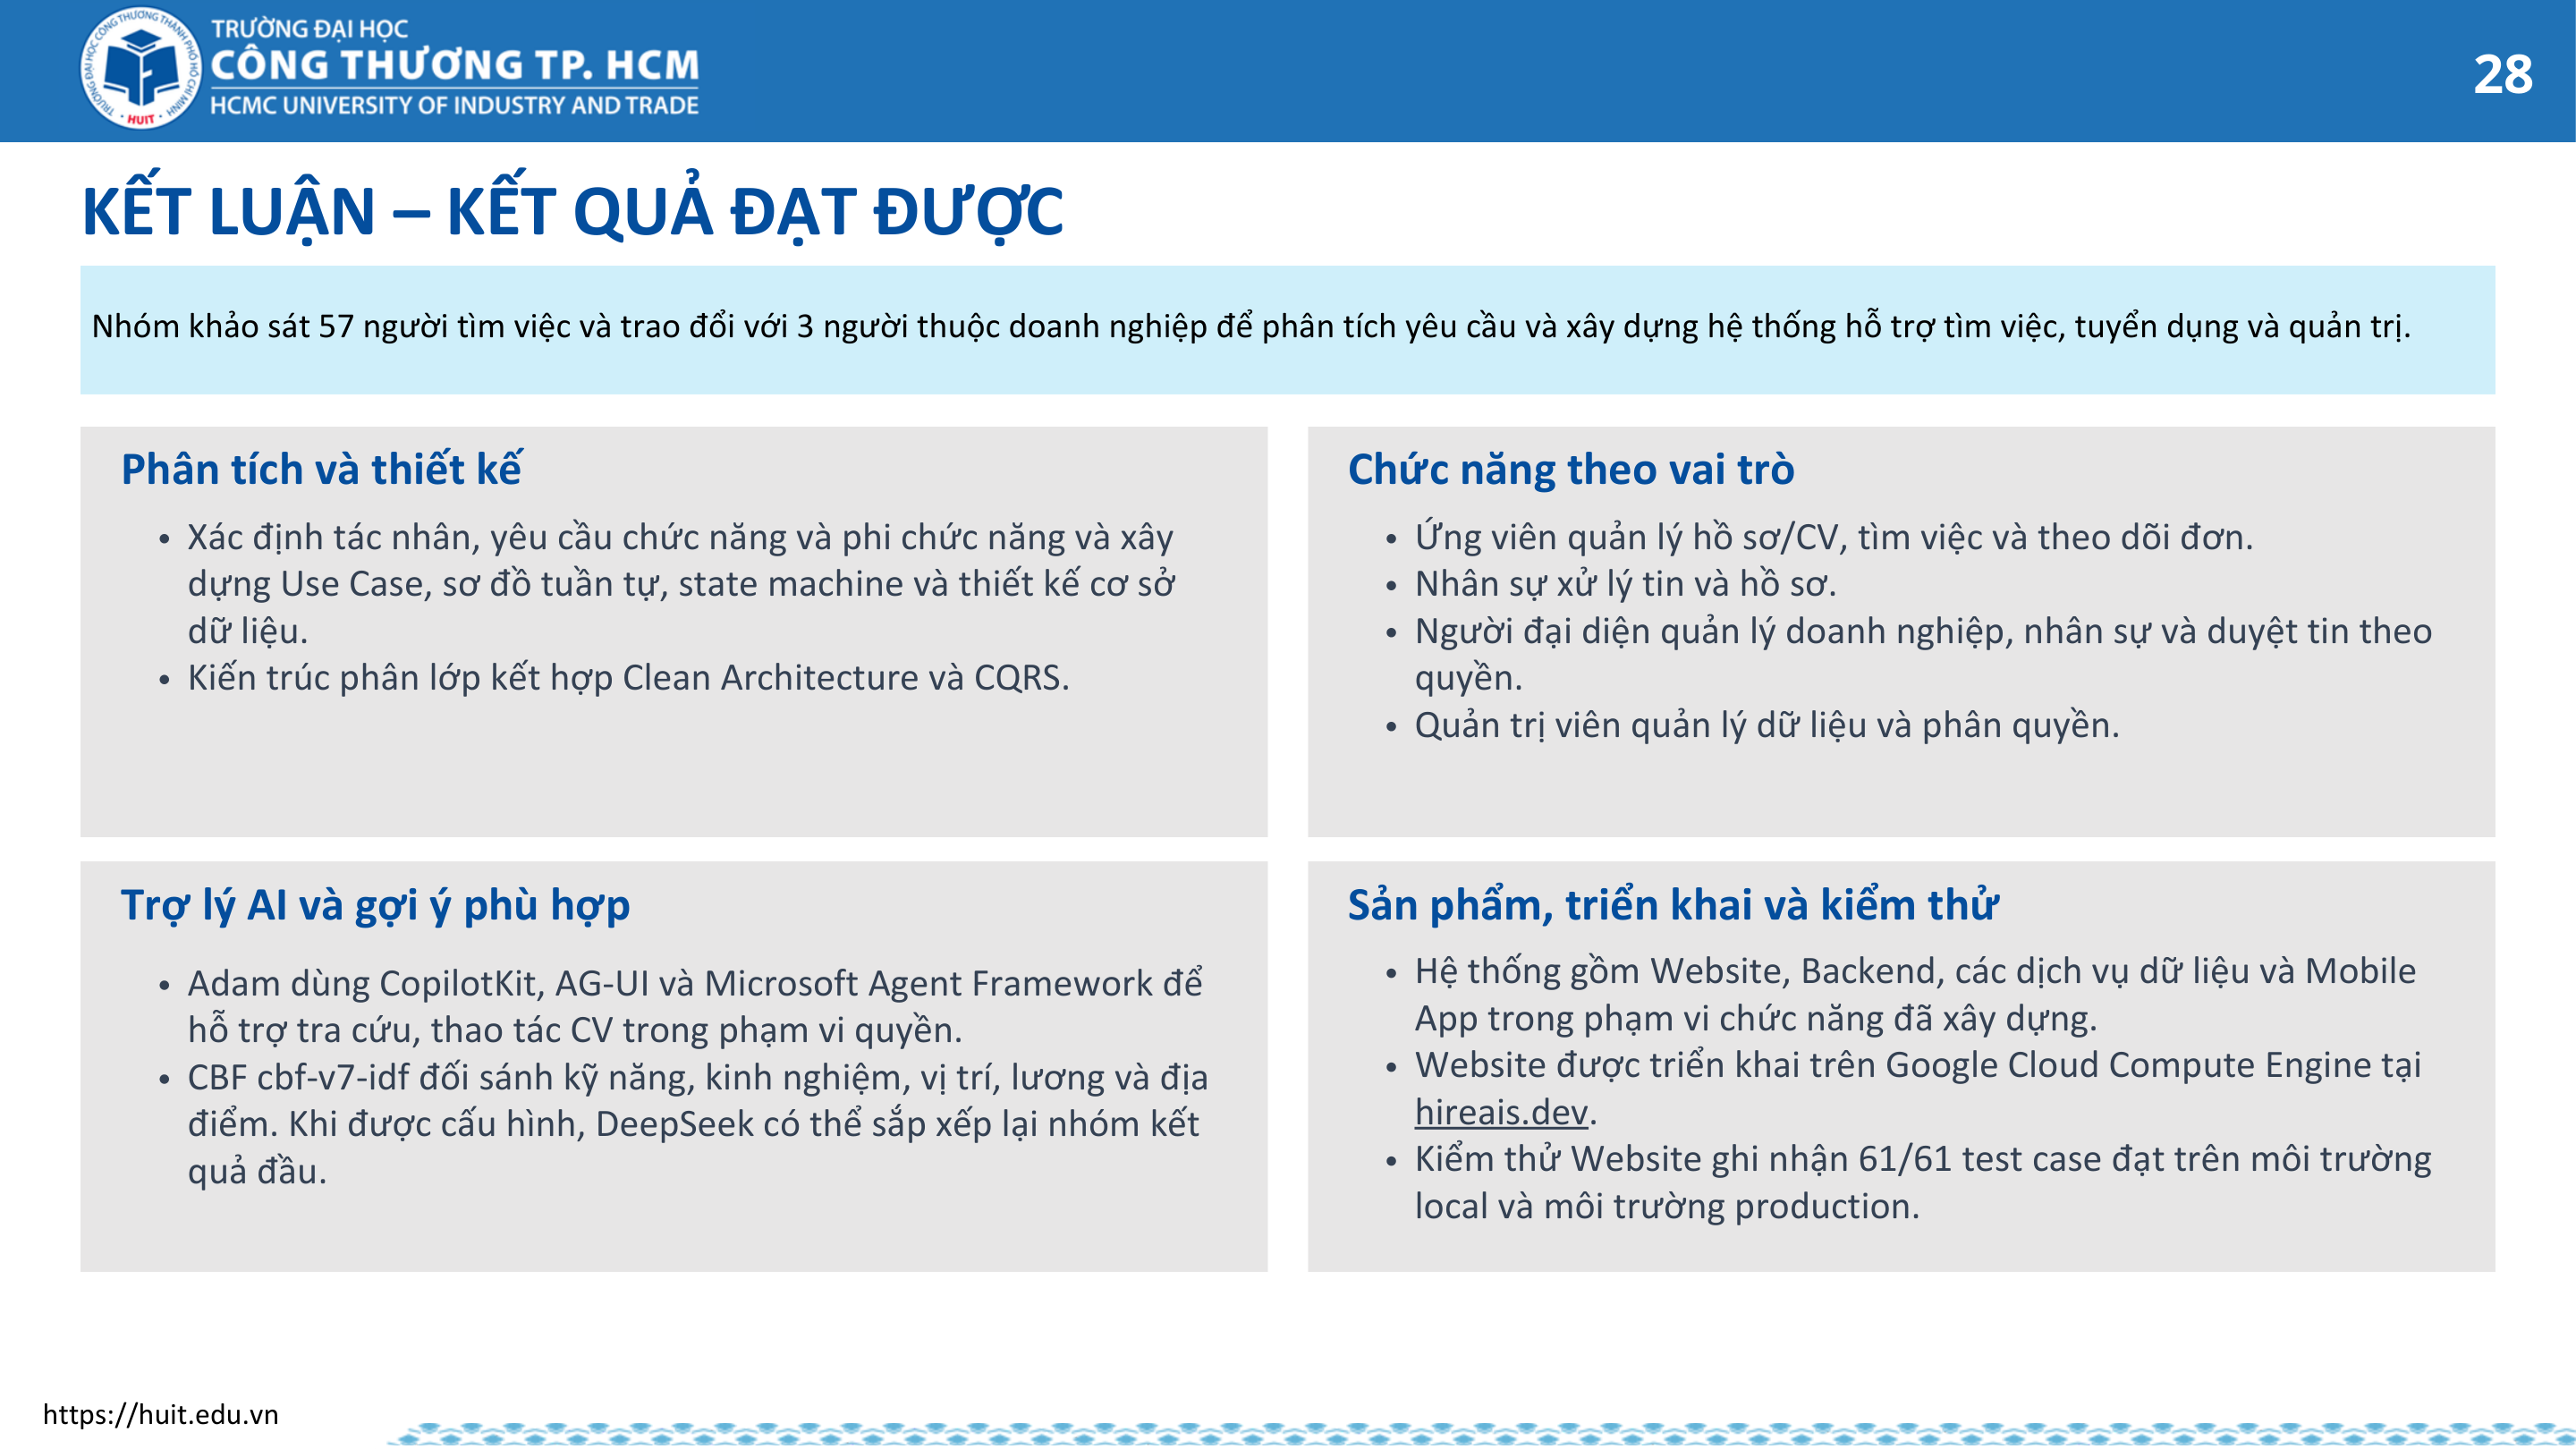 TRƯỜNG ĐẠI HỌC CÔNG THƯƠNG THÀNH PHỐ HỒ CHÍ MINH
HUIT
TRƯỜNG ĐẠI HỌC
CÔNG THƯƠNG TP. HCM
HCMC UNIVERSITY OF INDUSTRY AND TRADE
28
KẾT LUẬN – KẾT QUẢ ĐẠT ĐƯỢC
Nhóm khảo sát 57 người tìm việc và trao đổi với 3 người thuộc doanh nghiệp để phân tích yêu cầu và xây dựng hệ thống hỗ trợ tìm việc, tuyển dụng và quản trị.
Phân tích và thiết kế
• Xác định tác nhân, yêu cầu chức năng và phi chức năng và xây
dựng Use Case, sơ đồ tuần tự, state machine và thiết kế cơ sở
dữ liệu.
• Kiến trúc phân lớp kết hợp Clean Architecture và CQRS.
Chức năng theo vai trò
• Ứng viên quản lý hồ sơ/CV, tìm việc và theo dõi đơn.
• Nhân sự xử lý tin và hồ sơ.
• Người đại diện quản lý doanh nghiệp, nhân sự và duyệt tin theo
quyền.
• Quản trị viên quản lý dữ liệu và phân quyền.
Trợ lý AI và gợi ý phù hợp
• Adam dùng CopilotKit, AG-UI và Microsoft Agent Framework để
hỗ trợ tra cứu, thao tác CV trong phạm vi quyền.
• CBF cbf-v7-idf đối sánh kỹ năng, kinh nghiệm, vị trí, lương và địa
điểm. Khi được cấu hình, DeepSeek có thể sắp xếp lại nhóm kết
quả đầu.
Sản phẩm, triển khai và kiểm thử
• Hệ thống gồm Website, Backend, các dịch vụ dữ liệu và Mobile
App trong phạm vi chức năng đã xây dựng.
• Website được triển khai trên Google Cloud Compute Engine tại
hireais.dev.
• Kiểm thử Website ghi nhận 61/61 test case đạt trên môi trường
local và môi trường production.
https://huit.edu.vn